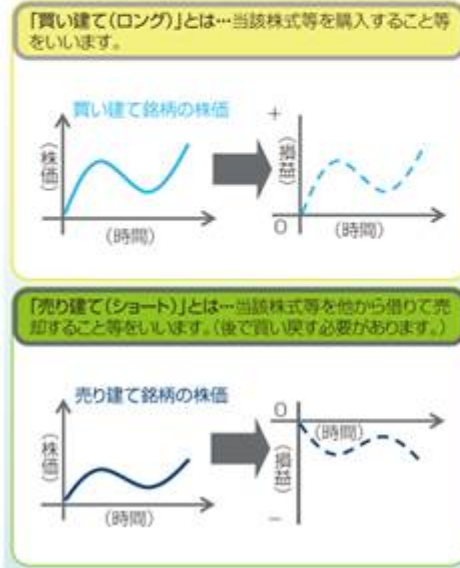 「買い建て(ロング)」とは…当該株式等を購入すること等
をいいます。
買い建て銘柄の株価
(株価)
(時間)
+
(損益)
0
(時間)
「売り建て(ショート)」とは…当該株式等を他から借りて売
却すること等をいいます。(後で買い戻す必要があります。)
売り建て銘柄の株価
(株価)
(時間)
0
(時間)
(損益)
−